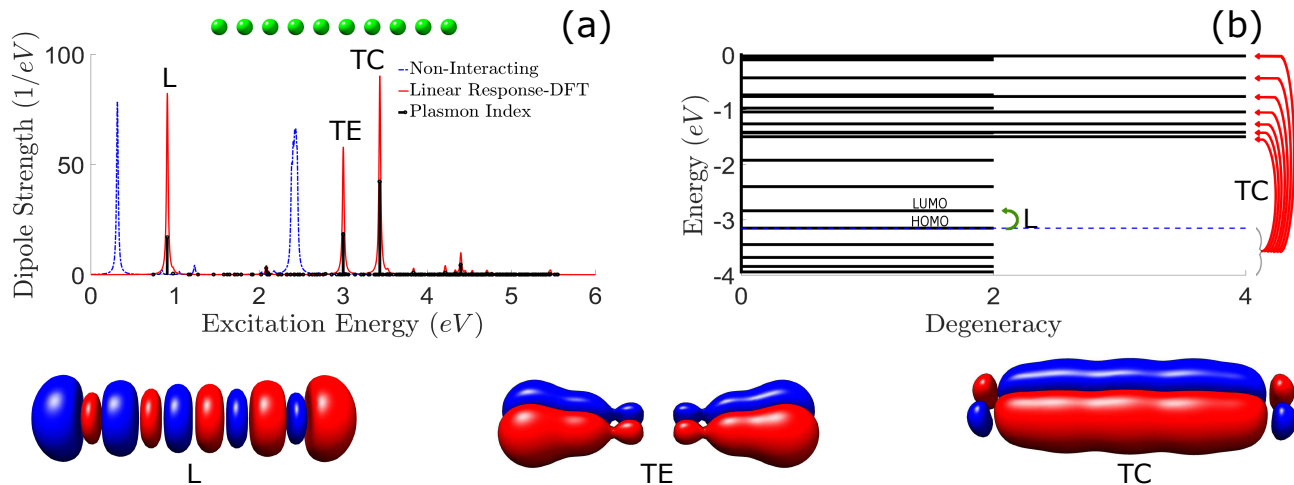 (a)
Dipole Strength (1/eV)
100
50
0
L
TE
TC
Non-Interacting
Linear Response-DFT
Plasmon Index
0 1 2 3 4 5 6
Excitation Energy (eV)
(b)
Energy (eV)
0
-1
-2
-3
-4
LUMO
HOMO
L
TC
0 2 4
Degeneracy
L
TE
TC